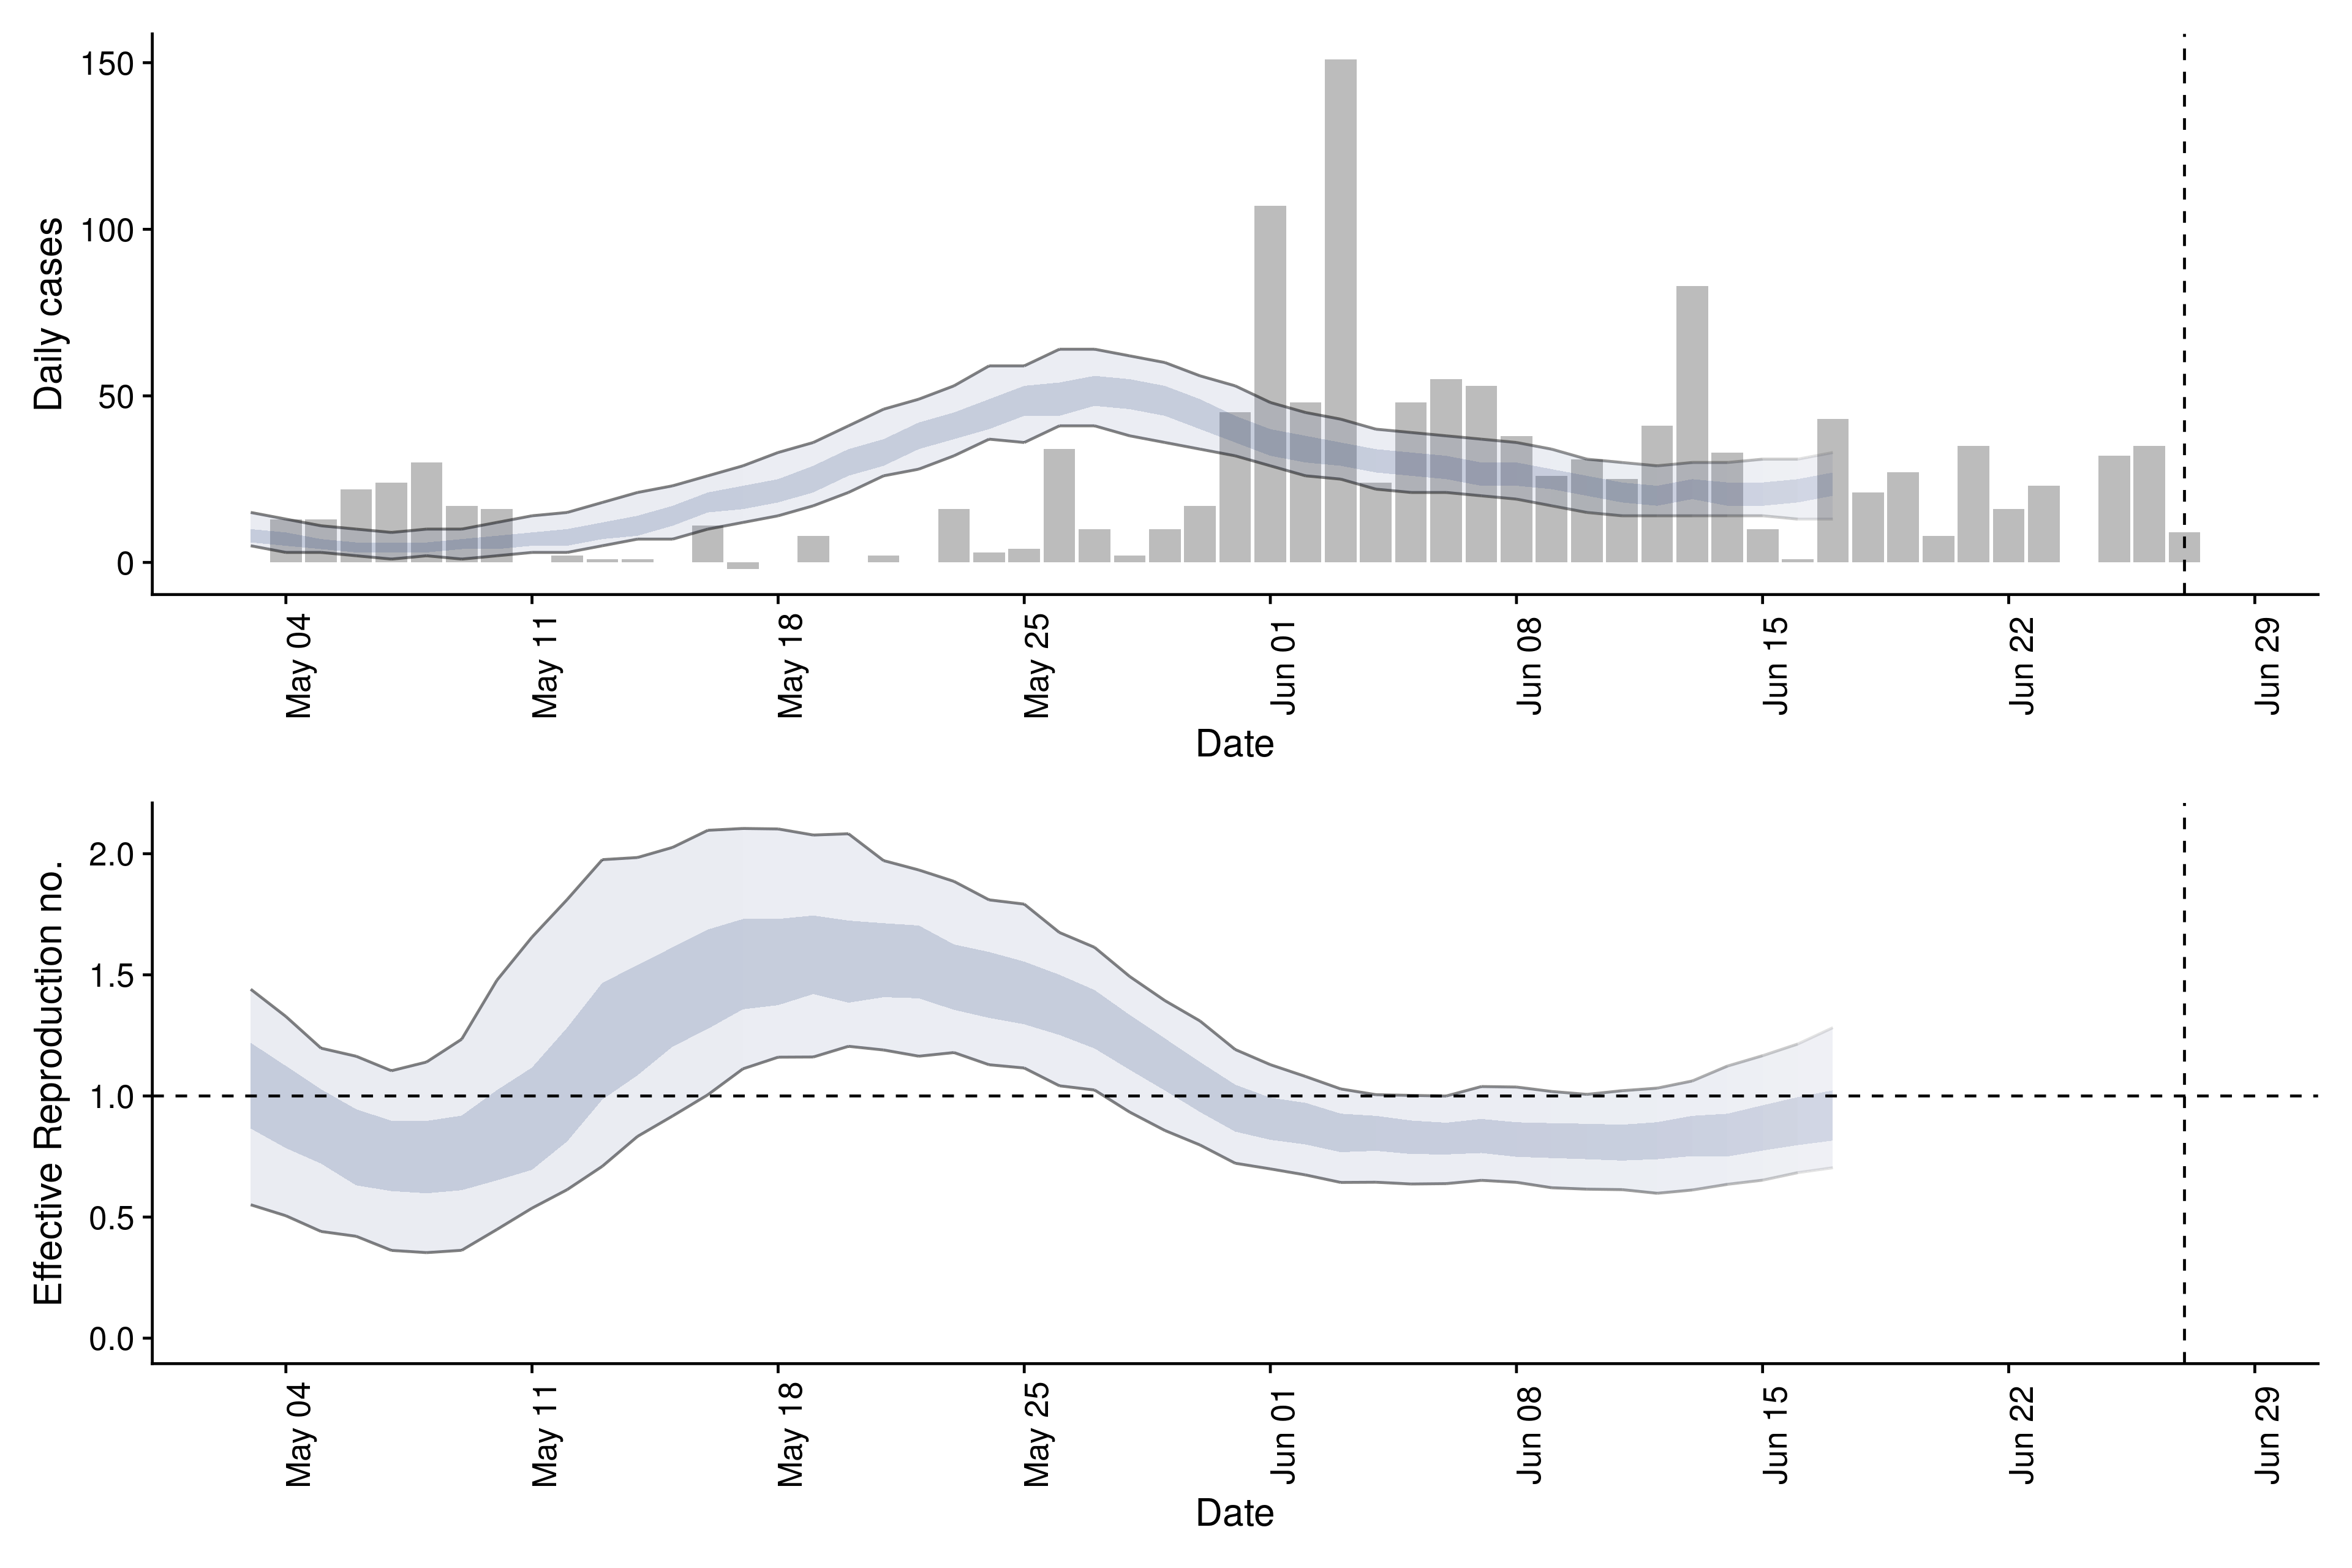 Daily cases
150
100
50
0
May 04
May 11
May 18
May 25
Jun 01
Jun 08
Jun 15
Jun 22
Jun 29
Date
Effective Reproduction no.
2.0
1.5
1.0
0.5
0.0
May 04
May 11
May 18
May 25
Jun 01
Jun 08
Jun 15
Jun 22
Jun 29
Date